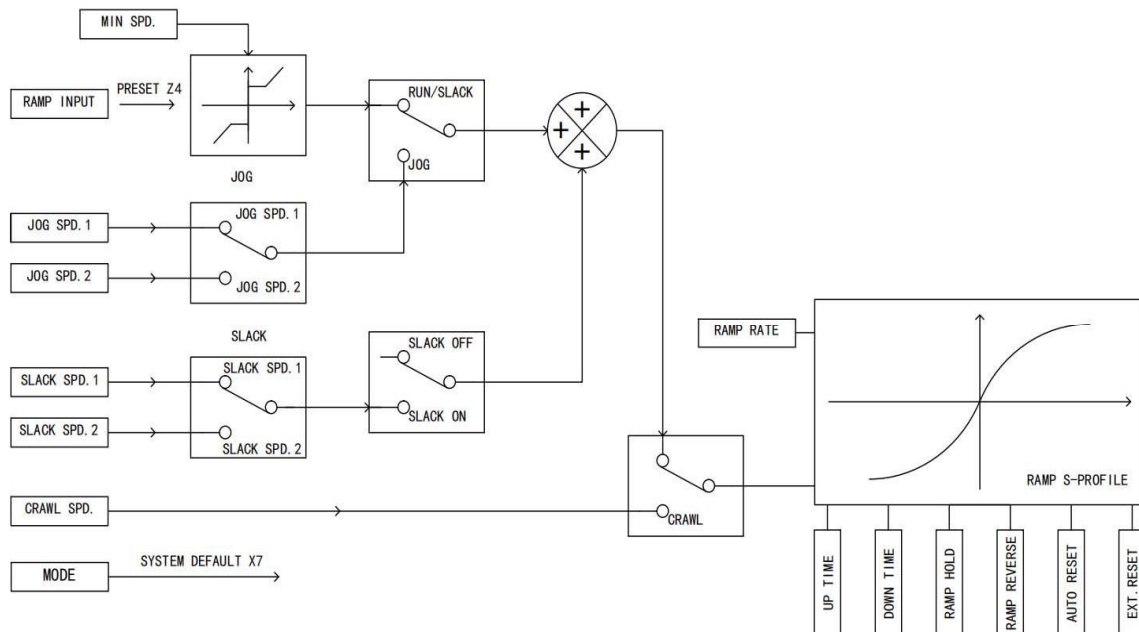 MIN SPD.
RAMP INPUT
PRESET Z4
RUN/SLACK
JOG
JOG
JOG SPD.1
JOG SPD.1
JOG SPD.2
JOG SPD.2
SLACK
SLACK OFF
RAMP RATE
SLACK SPD.1
SLACK SPD.1
SLACK ON
SLACK SPD.2
SLACK SPD.2
RAMP S-PROFILE
CRAWL SPD.
CRAWL
MODE
SYSTEM DEFAULT X7
UP TIME
DOWN TIME
RAMP HOLD
RAMP REVERSE
AUTO RESET
EXT.RESET
+
+
+